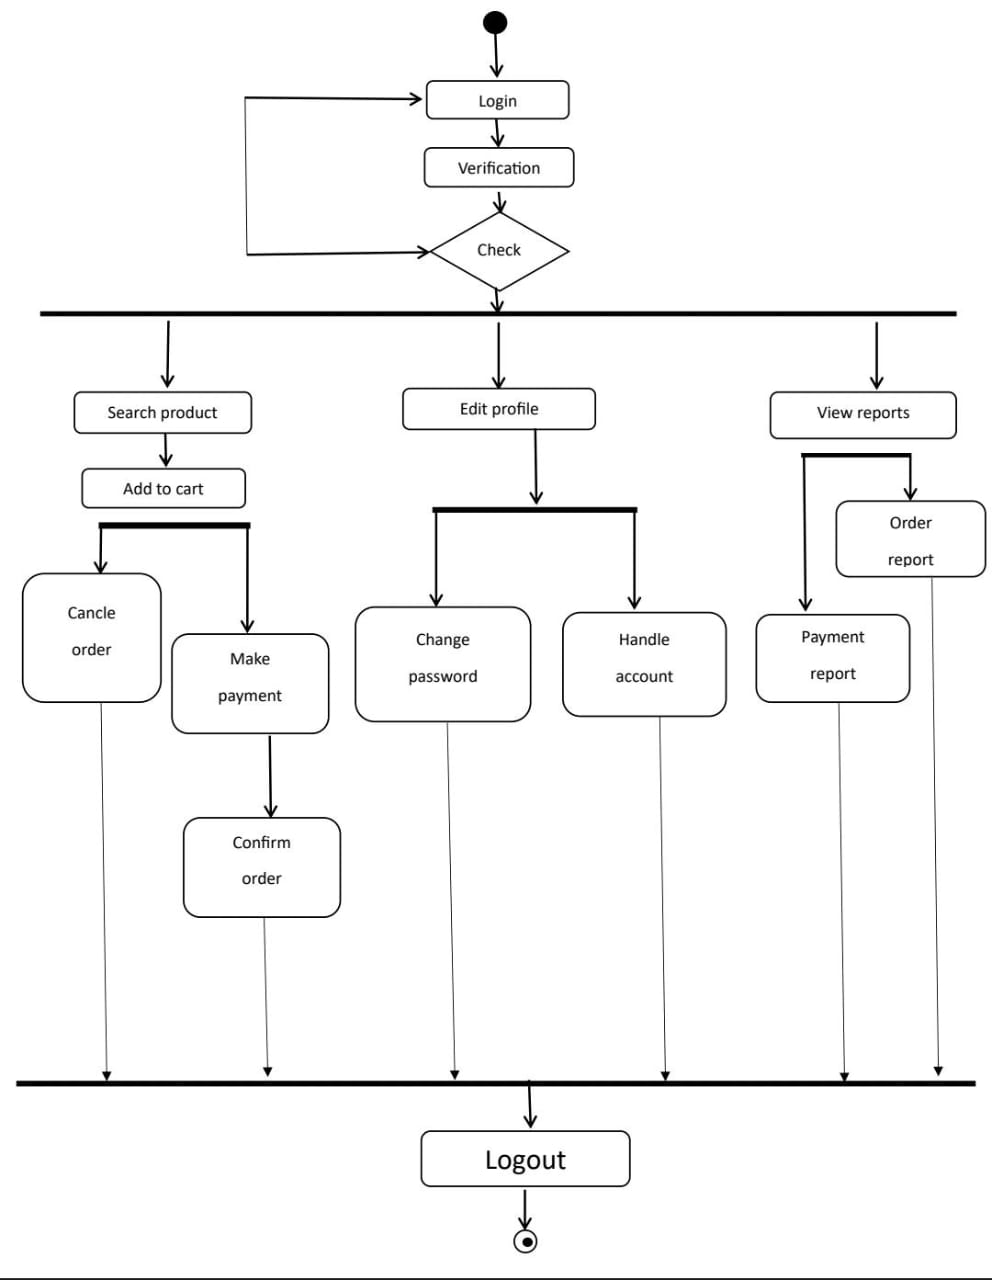 Login
Verification
Check
Search product
Edit profile
View reports
Add to cart
Order
report
Cancle
order
Make
payment
Change
password
Handle
account
Payment
report
Confirm
order
Logout